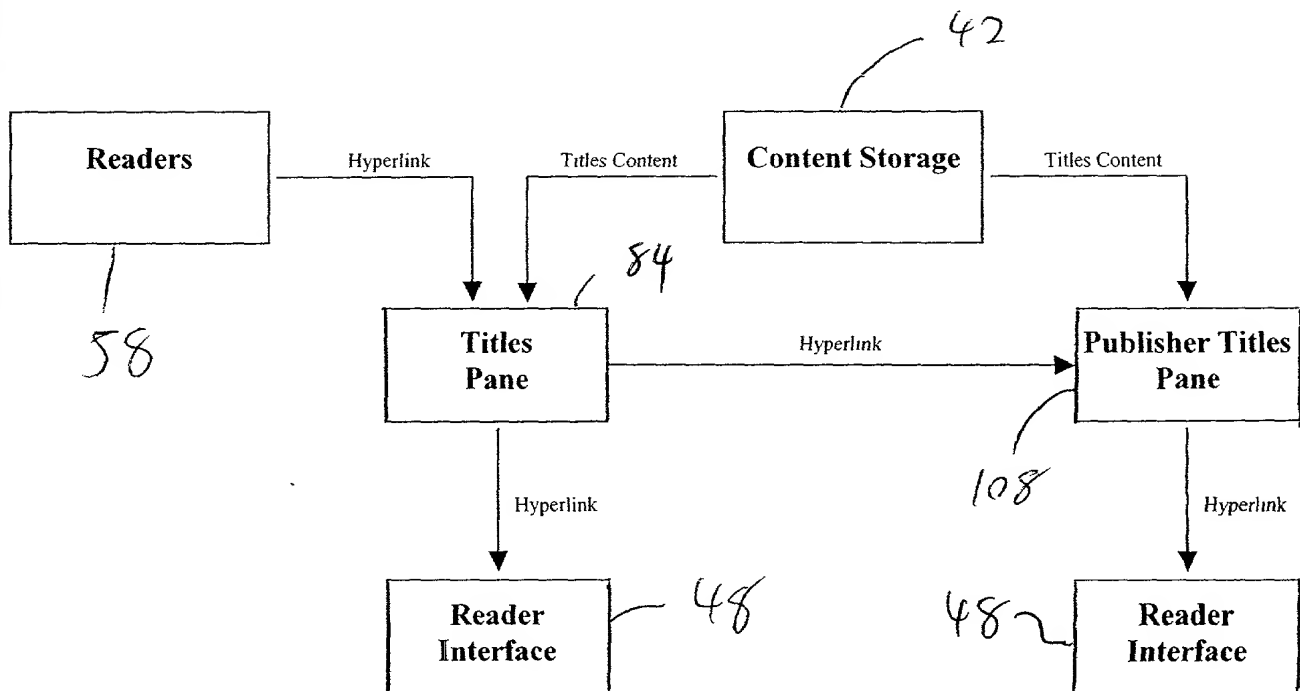 42
Readers
Hyperlink
Titles Content
Content Storage
Titles Content
58
84
Titles
Pane
Hyperlink
Publisher Titles
Pane
108
Hyperlink
Hyperlink
Reader
Interface
48
48
Reader
Interface